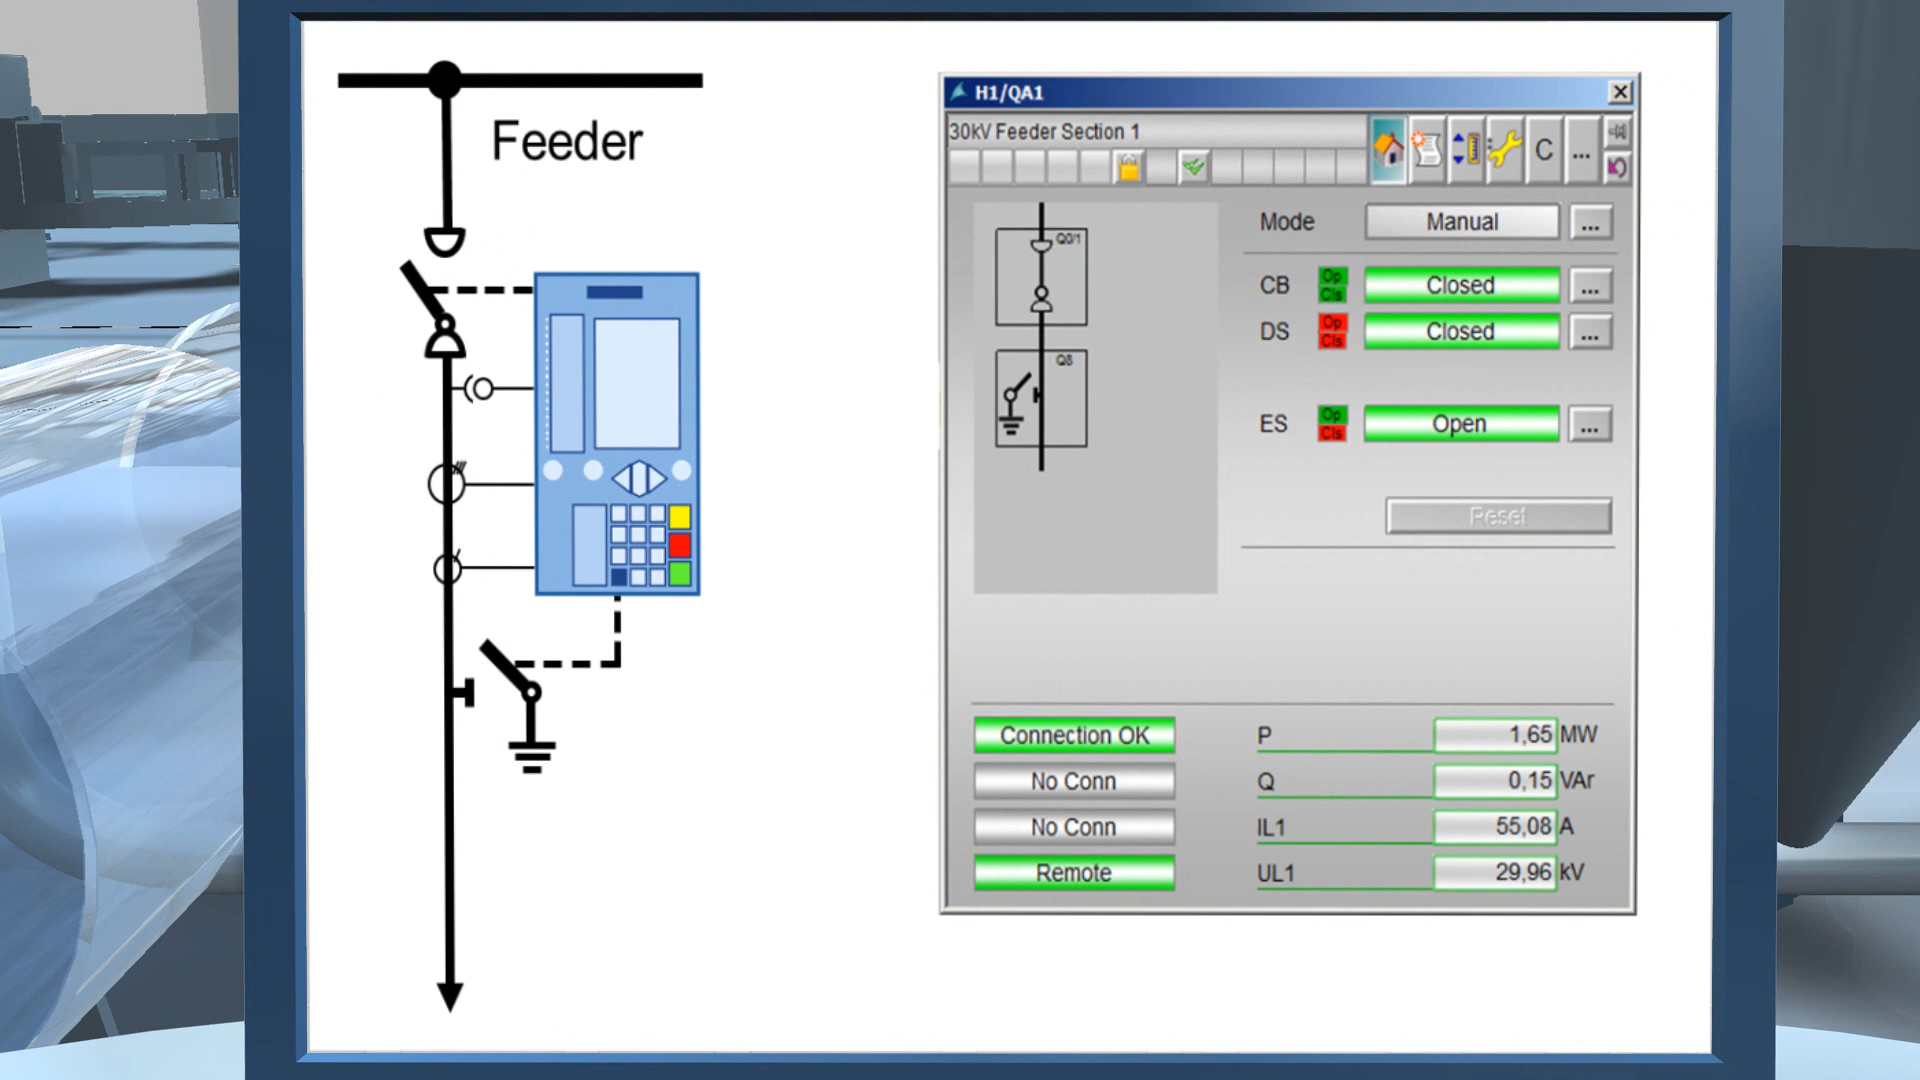 Feeder
H1/QA1
30kV Feeder Section 1
C
...
Q0/1
Q8
Mode
Manual
...
CB
Op
Cls
Closed
...
DS
Op
Cls
Closed
...
ES
Op
Cls
Open
...
Reset
Connection OK
No Conn
No Conn
Remote
P 1,65 MW
Q 0,15 VAr
IL1 55,08 A
UL1 29,96 kV